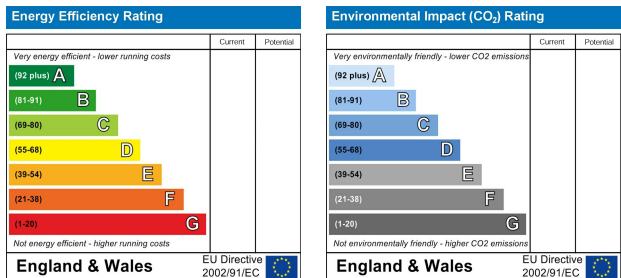 Energy Efficiency Rating
Current Potential
Very energy efficient - lower running costs
(92 plus) A
(81-91) B
(69-80) C
(55-68) D
(39-54) E
(21-38) F
(1-20) G
Not energy efficient - higher running costs
England & Wales
EU Directive
2002/91/EC
Environmental Impact (CO2) Rating
Current Potential
Very environmentally friendly - lower CO2 emissions
(92 plus) A
(81-91) B
(69-80) C
(55-68) D
(39-54) E
(21-38) F
(1-20) G
Not environmentally friendly - higher CO2 emissions
England & Wales
EU Directive
2002/91/EC